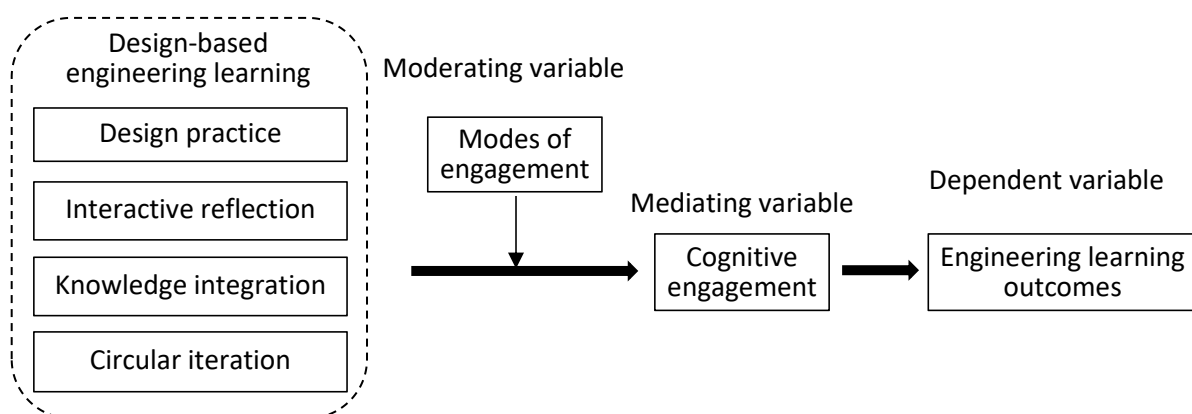 Design-based
engineering learning
Design practice
Interactive reflection
Knowledge integration
Circular iteration
Moderating variable
Modes of
engagement
Mediating variable
Cognitive
engagement
Dependent variable
Engineering learning
outcomes